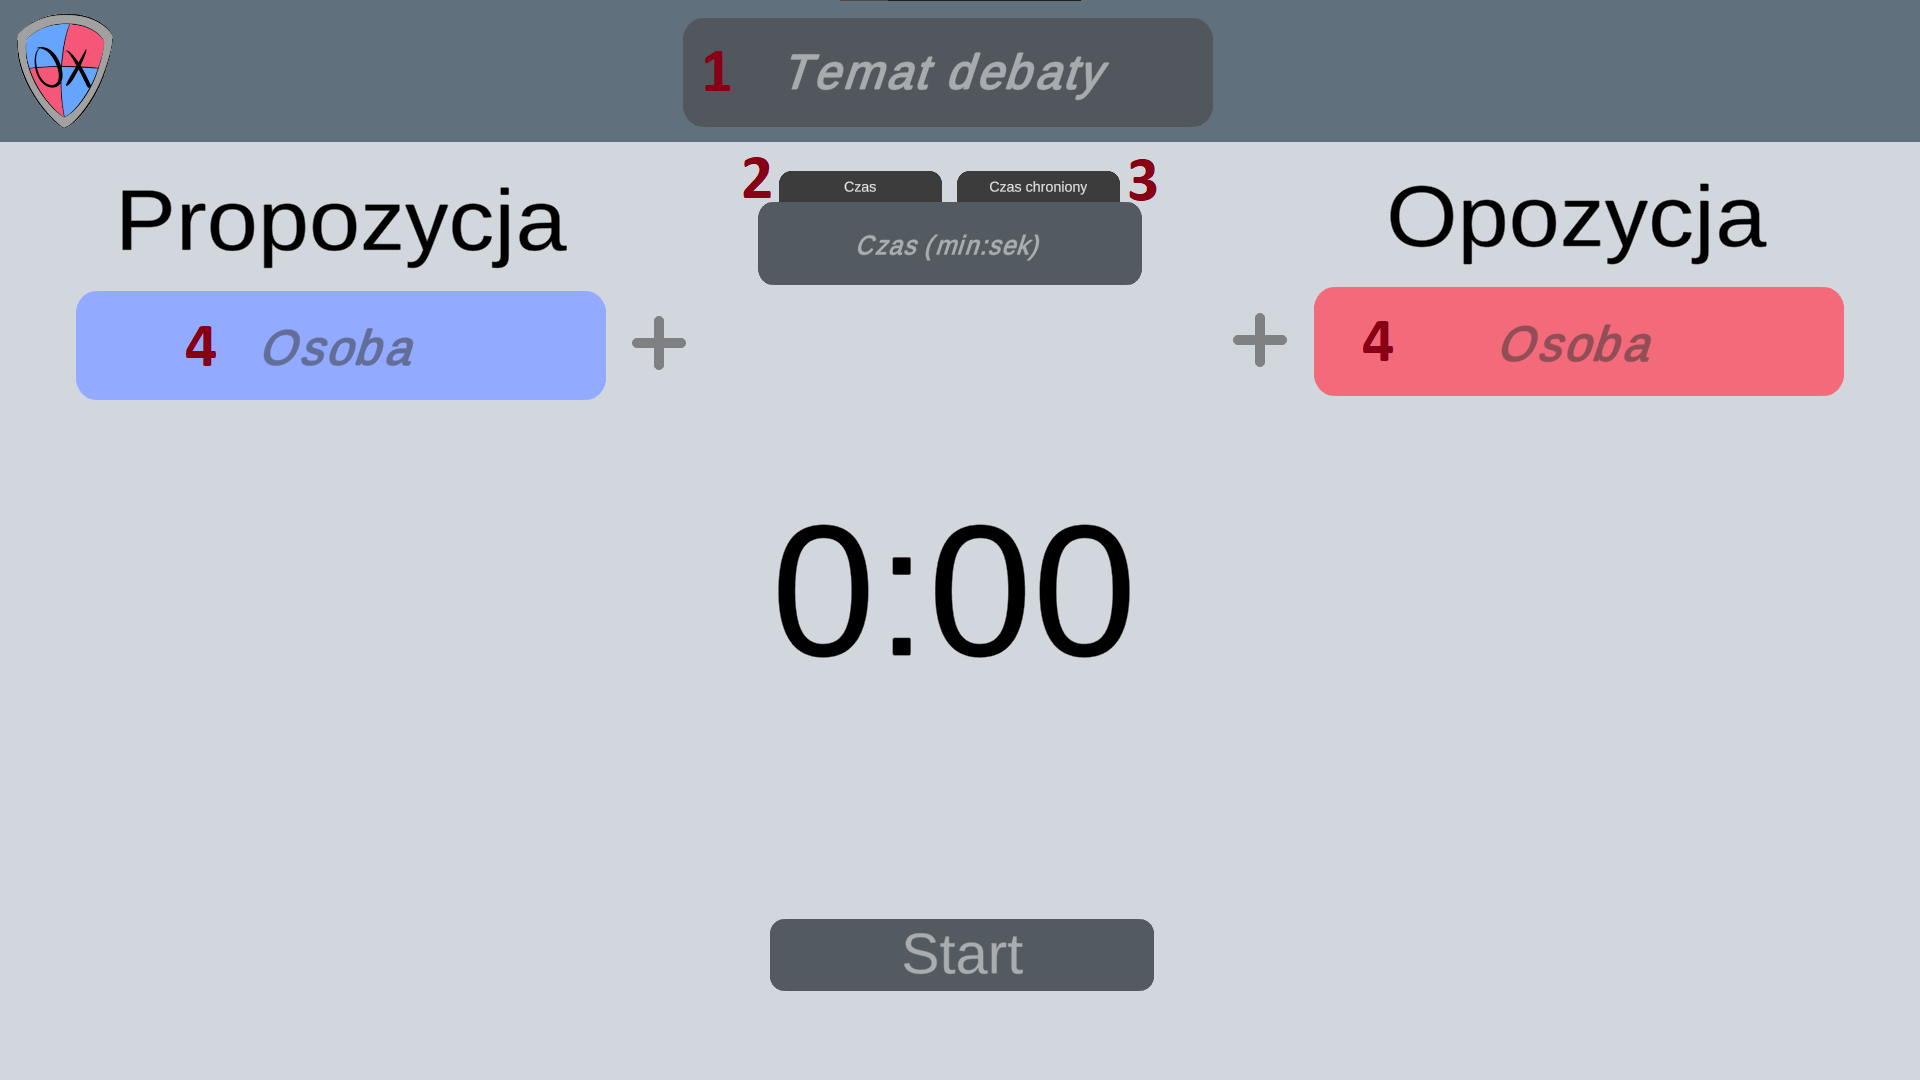 OX
1 Temat debaty
2 Czas Czas chroniony 3
Czas (min:sek)
Propozycja
Opozycja
4 Osoba
4 Osoba
0:00
Start